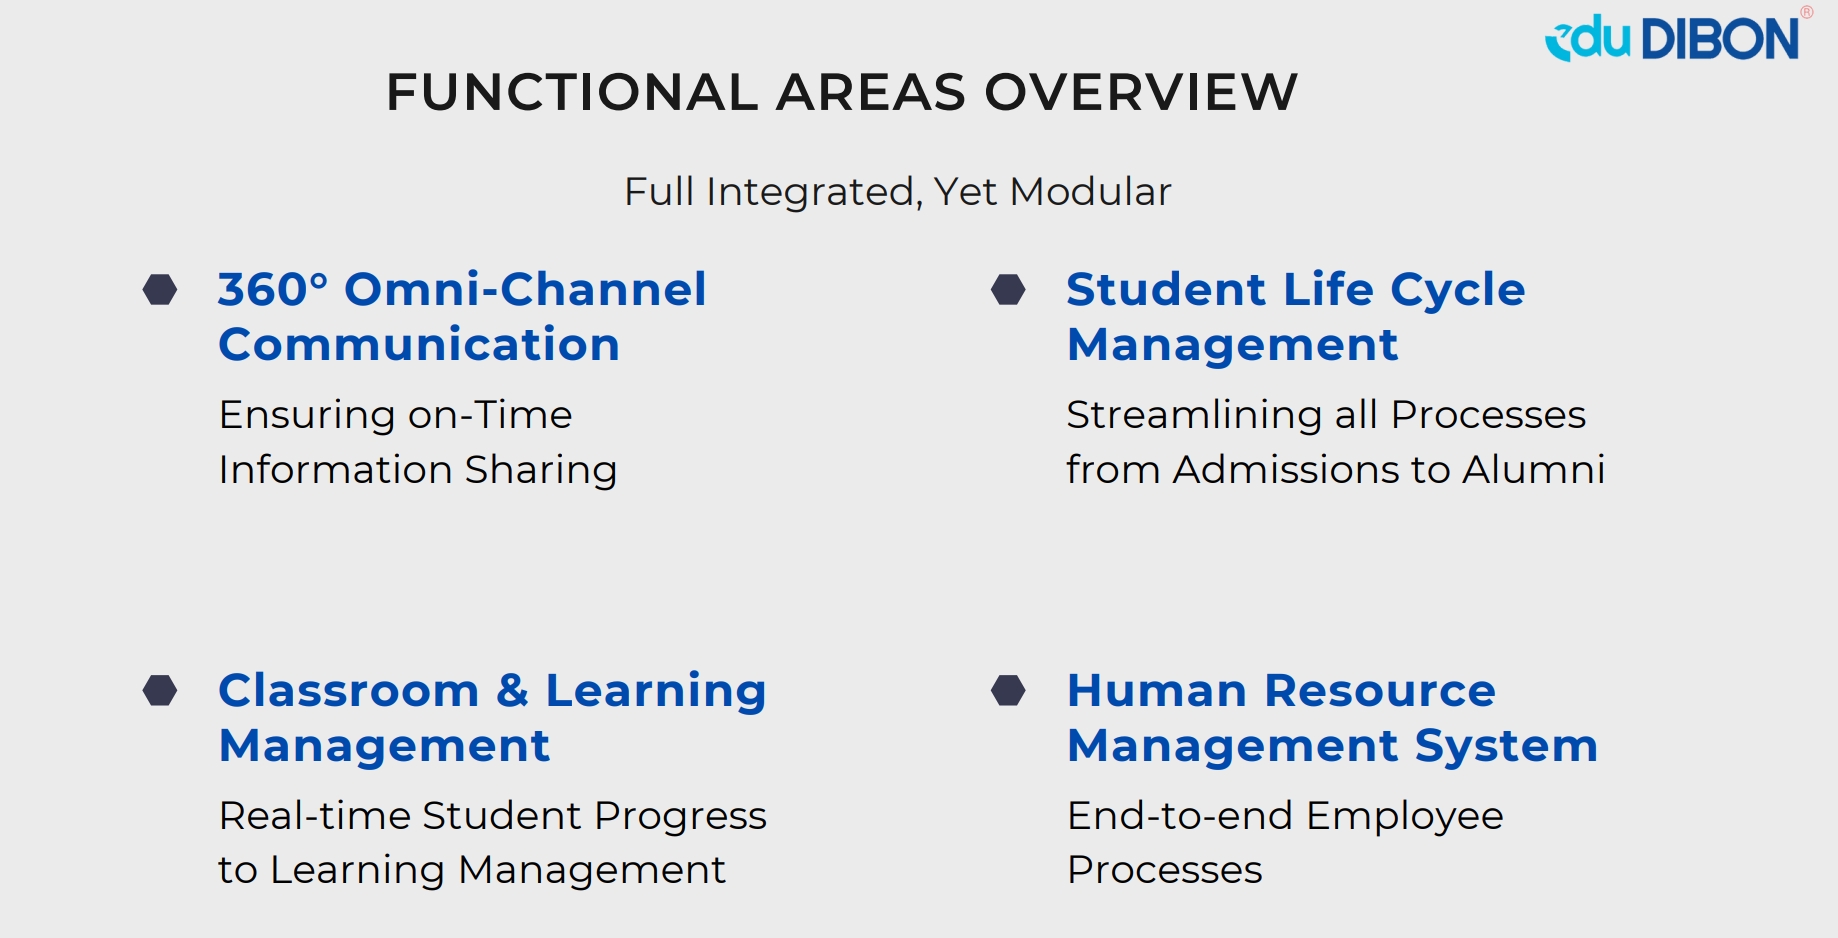 edu DIBON®
FUNCTIONAL AREAS OVERVIEW
Full Integrated, Yet Modular
360° Omni-Channel
Communication
Ensuring on-Time
Information Sharing
Student Life Cycle
Management
Streamlining all Processes
from Admissions to Alumni
Classroom & Learning
Management
Real-time Student Progress
to Learning Management
Human Resource
Management System
End-to-end Employee
Processes